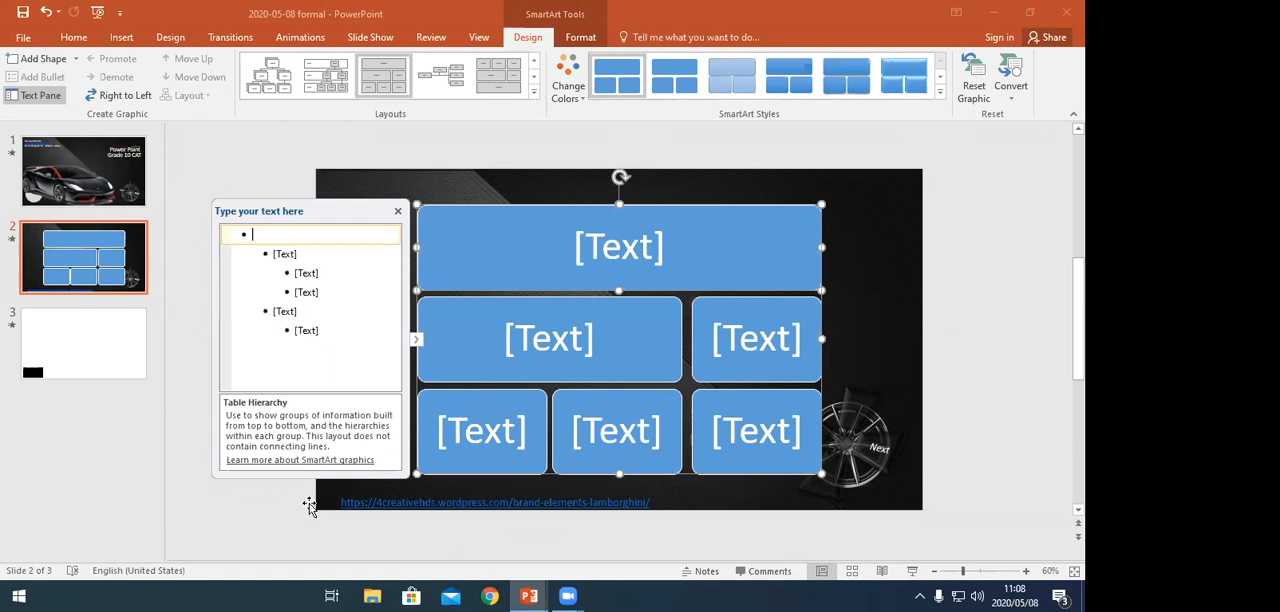 2020-05-08 formal - PowerPoint
SmartArt Tools
File Home Insert Design Transitions Animations Slide Show Review View Design Format Tell me what you want to do... Sign in Share
Add Shape Promote Move Up
Add Bullet Demote Move Down
Text Pane Right to Left Layout
Create Graphic
Layouts
Change
Colors
SmartArt Styles
Reset
Graphic
Convert
Reset
1
Power Point
Grade 10 CAT
2
3
Type your text here
[Text]
[Text]
[Text]
[Text]
[Text]
Table Hierarchy
Use to show groups of information built
from top to bottom, and the hierarchies
within each group. This layout does not
contain connecting lines.
Learn more about SmartArt graphics
[Text]
[Text] [Text]
[Text] [Text] [Text]
Next
https://4creativehds.wordpress.com/brand-elements-lamborghini/
Slide 2 of 3 English (United States) Notes Comments 60%
11:08
2020/05/08
3